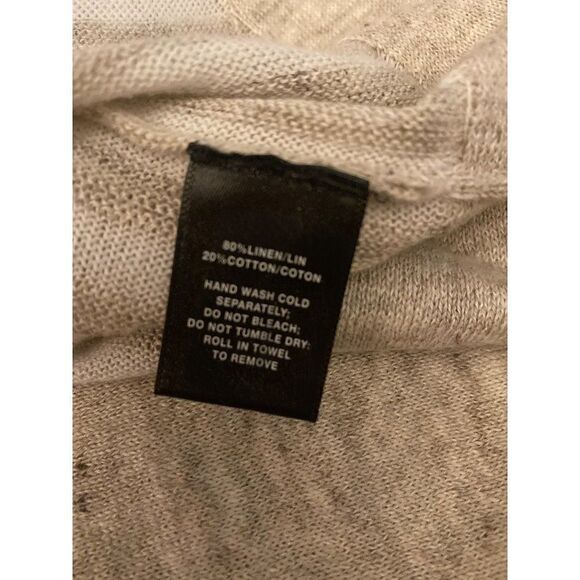 80%LINEN/LIN
20%COTTON/COTON
HAND WASH COLD
SEPARATELY;
DO NOT BLEACH;
DO NOT TUMBLE DRY;
ROLL IN TOWEL
TO REMOVE